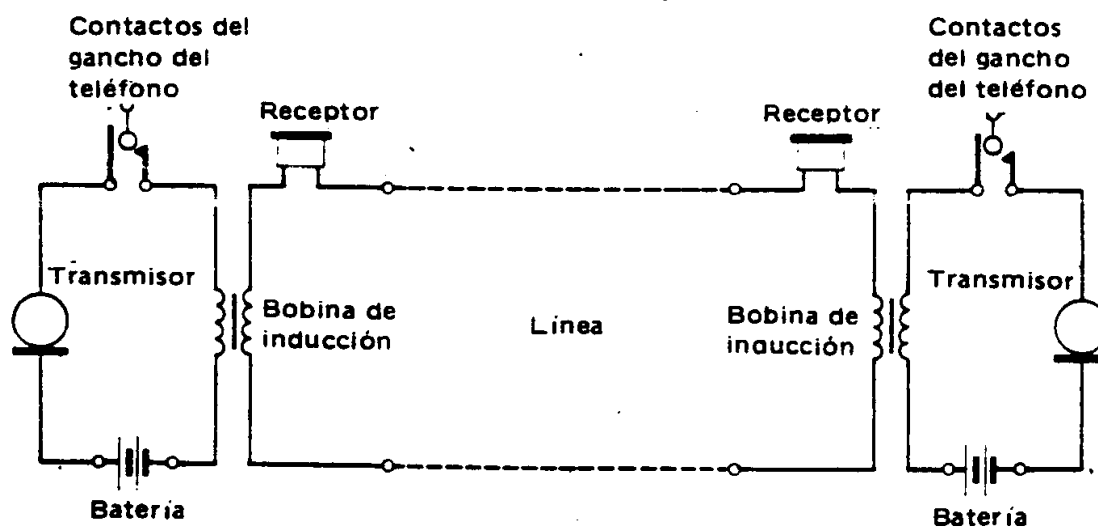 Contactos del
gancho del
teléfono
Contactos
del gancho
del teléfono
Receptor
Receptor
Transmisor
Transmisor
Bobina de
inducción
Línea
Bobina de
inducción
Batería
Batería